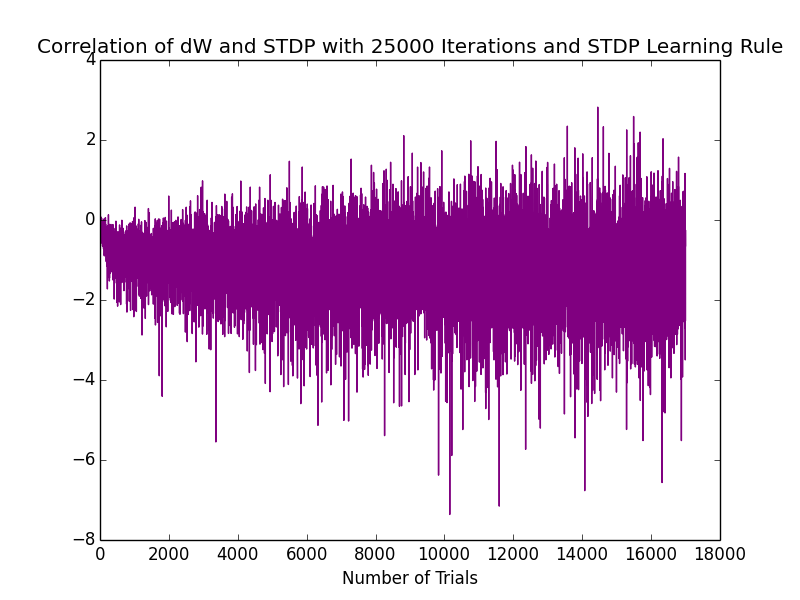 Correlation of dW and STDP with 25000 Iterations and STDP Learning Rule
4
2
0
−2
−4
−6
−8
0 2000 4000 6000 8000 10000 12000 14000 16000 18000
Number of Trials